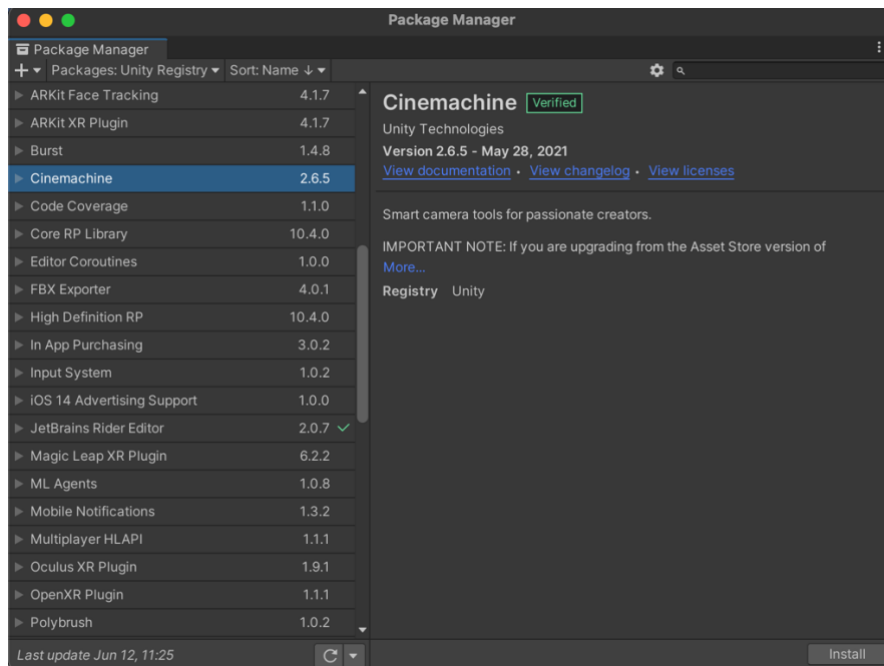 Package Manager
Package Manager
+ Packages: Unity Registry Sort: Name ↓
ARKit Face Tracking 4.1.7
ARKit XR Plugin 4.1.7
Burst 1.4.8
Cinemachine 2.6.5
Code Coverage 1.1.0
Core RP Library 10.4.0
Editor Coroutines 1.0.0
FBX Exporter 4.0.1
High Definition RP 10.4.0
In App Purchasing 3.0.2
Input System 1.0.2
iOS 14 Advertising Support 1.0.0
JetBrains Rider Editor 2.0.7
Magic Leap XR Plugin 6.2.2
ML Agents 1.0.8
Mobile Notifications 1.3.2
Multiplayer HLAPI 1.1.1
Oculus XR Plugin 1.9.1
OpenXR Plugin 1.1.1
Polybrush 1.0.2
Last update Jun 12, 11:25
Cinemachine Verified
Unity Technologies
Version 2.6.5 - May 28, 2021
View documentation • View changelog • View licenses
Smart camera tools for passionate creators.
IMPORTANT NOTE: If you are upgrading from the Asset Store version of
More...
Registry Unity
Install